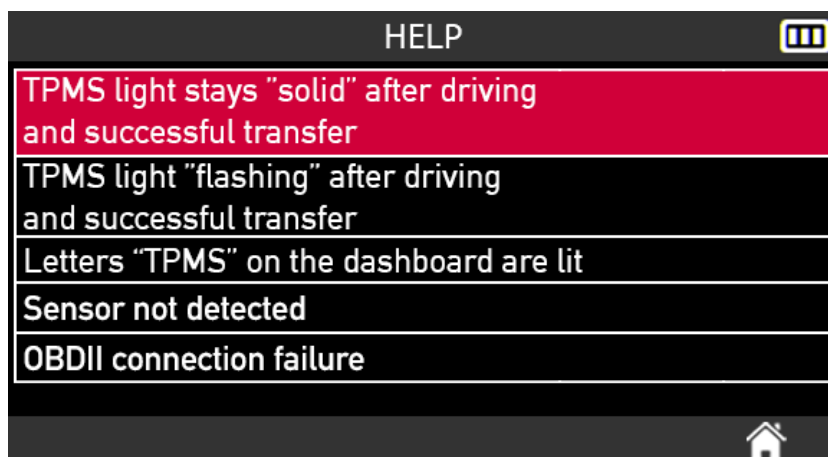 HELP
TPMS light stays ”solid” after driving
and successful transfer
TPMS light ”flashing” after driving
and successful transfer
Letters “TPMS” on the dashboard are lit
Sensor not detected
OBDII connection failure